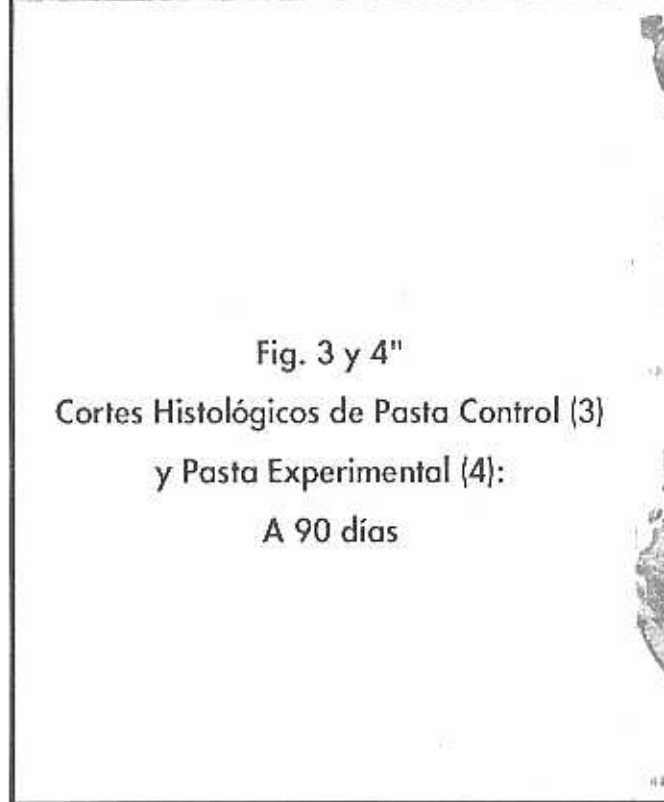 Fig. 3 y 4"
Cortes Histológicos de Pasta Control (3)
y Pasta Experimental (4):
A 90 días